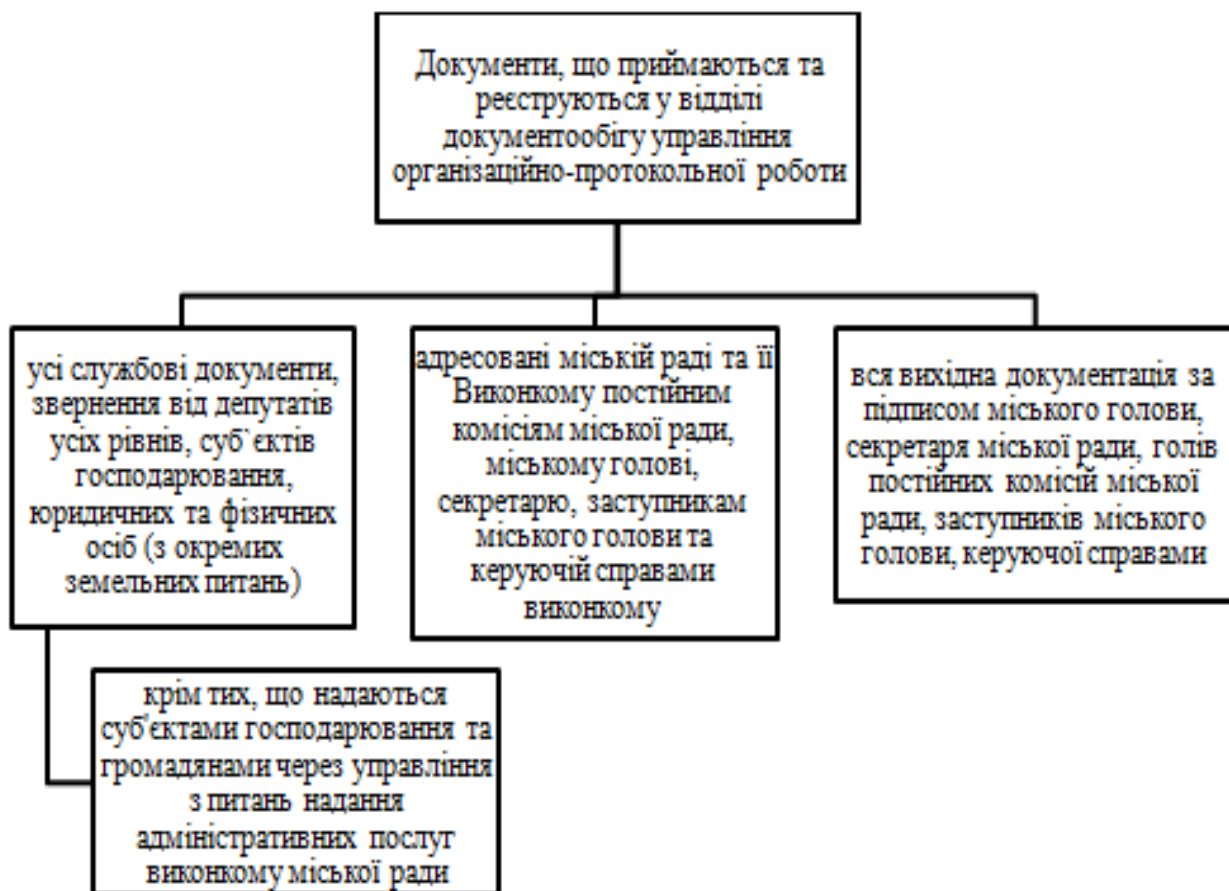 Документи, що приймаються та
реєструються у відділі
документообігу управління
організаційно-протокольної роботи
усі службові документи,
звернення від депутатів
усіх рівнів, суб`єктів
господарювання,
юридичних та фізичних
осіб (з окремих
земельних питань)
адресовані міській раді та її
Виконкому постійним
комісіям міської ради,
міському голові,
секретарю, заступникам
міського голови та
керуючій справами
виконкому
вся вихідна документація за
підписом міського голови,
секретаря міської ради, голів
постійних комісій міської
ради, заступників міського
голови, керуючої справами
крім тих, що надаються
суб'єктами господарювання та
громадянами через управління
з питань надання
адміністративних послуг
виконкому міської ради